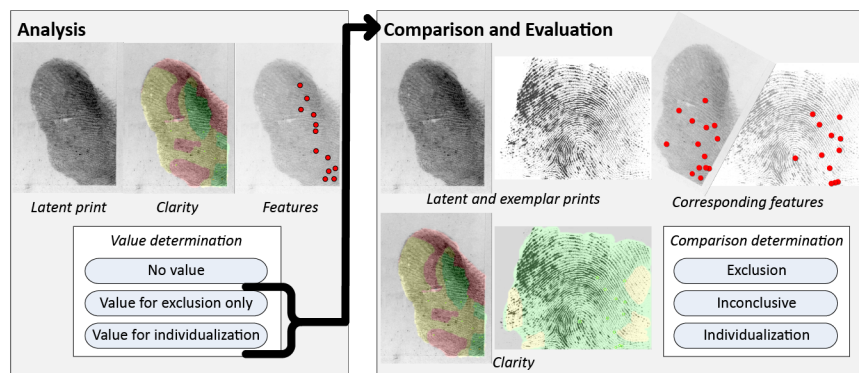 Analysis
Latent print
Clarity
Features
Value determination
No value
Value for exclusion only
Value for individualization
Comparison and Evaluation
Latent and exemplar prints
Corresponding features
Clarity
Comparison determination
Exclusion
Inconclusive
Individualization